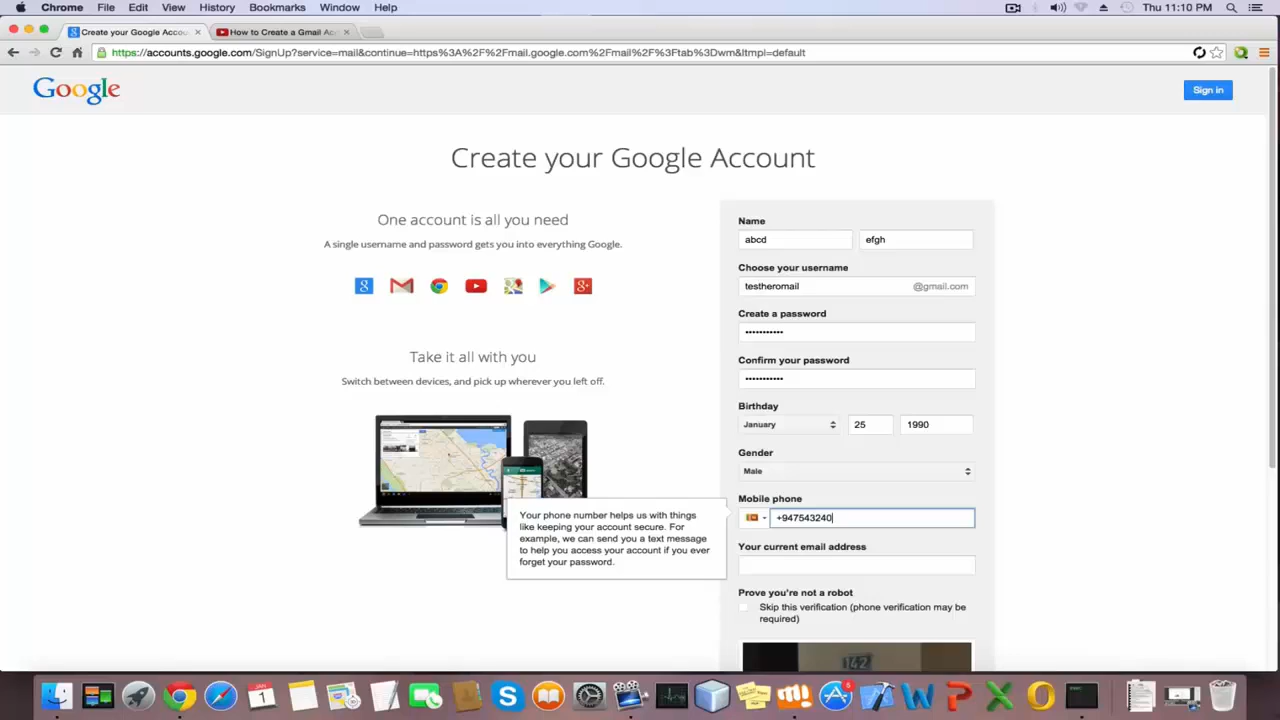 Chrome File Edit View History Bookmarks Window Help Thu 11:10 PM
Create your Google Accou
How to Create a Gmail Ac
https://accounts.google.com/SignUp?service=mail&continue=https%3A%2F%2Fmail.google.com%2Fmail%2F%3Ftab%3Dwm&ltmpl=default
Google
Sign in
Create your Google Account
One account is all you need
A single username and password gets you into everything Google.
Take it all with you
Switch between devices, and pick up wherever you left off.
Your phone number helps us with things
like keeping your account secure. For
example, we can send you a text message
to help you access your account if you ever
forget your password.
Name
abcd efgh
Choose your username
testheromail @gmail.com
Create a password
•••••••••••
Confirm your password
•••••••••••
Birthday
January 25 1990
Gender
Male
Mobile phone
+947543240
Your current email address
Prove you're not a robot
Skip this verification (phone verification may be
required)
142
JAN
1
6